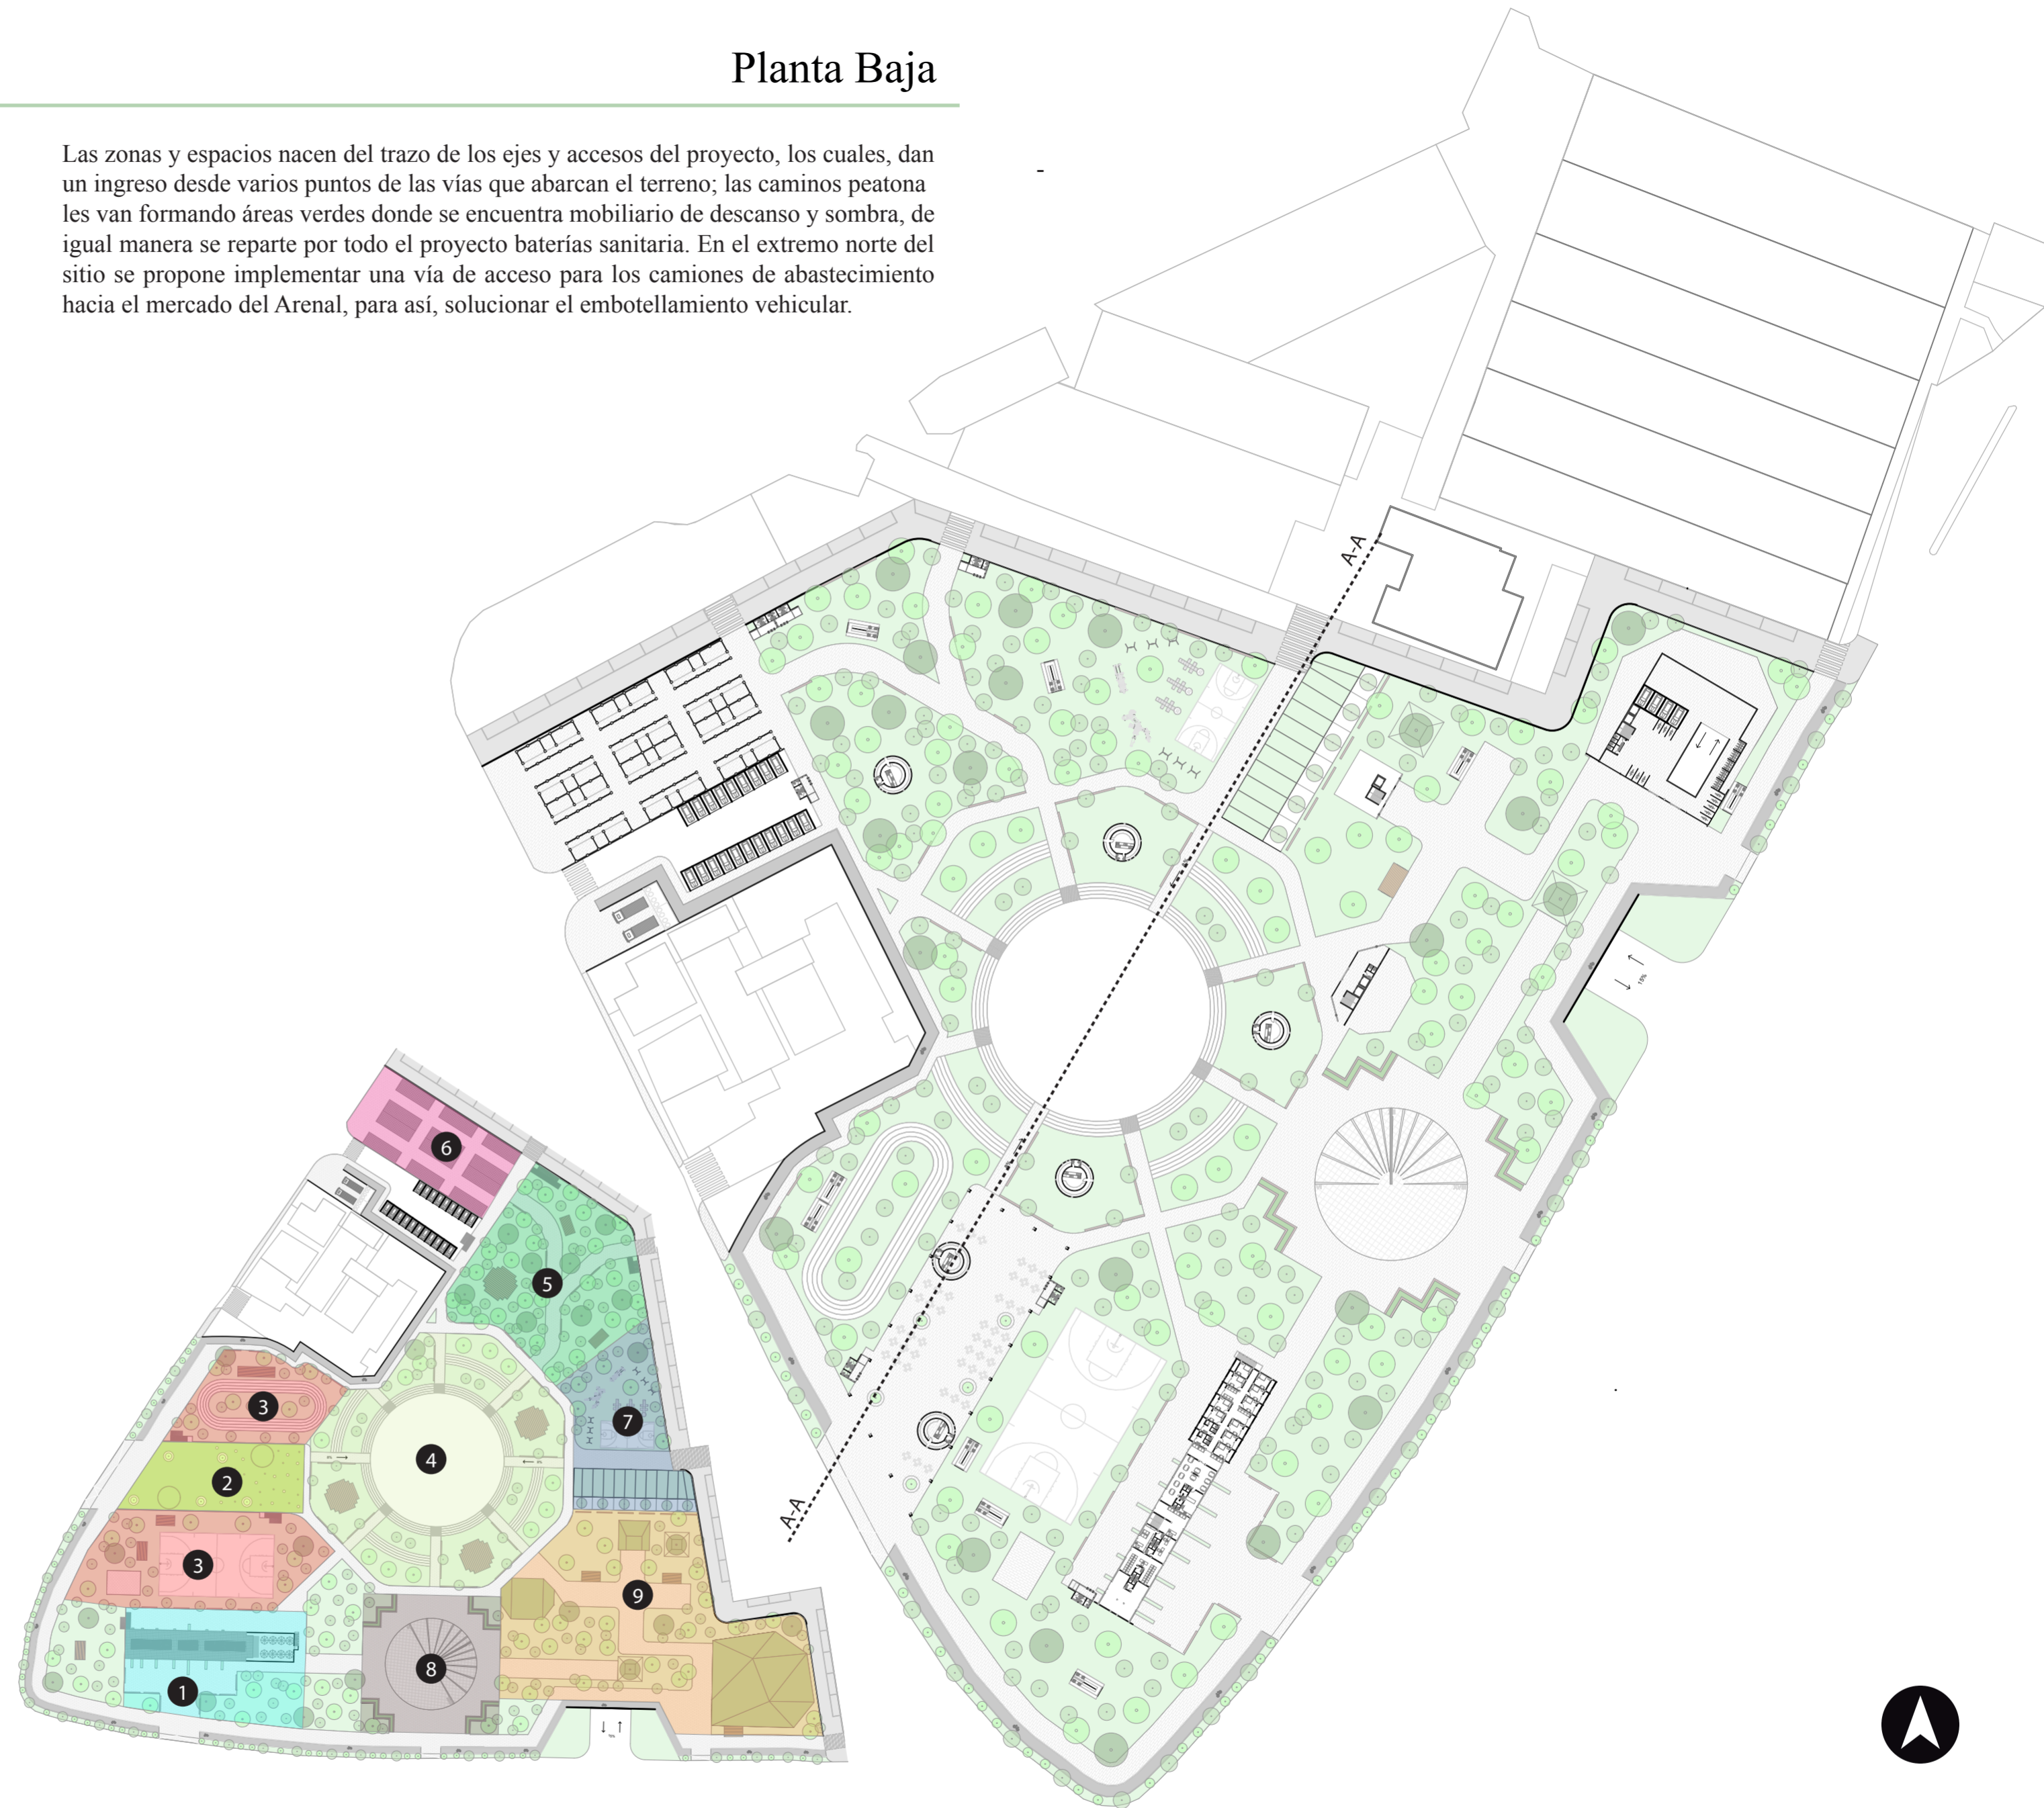 Planta Baja
Las zonas y espacios nacen del trazo de los ejes y accesos del proyecto, los cuales, dan
un ingreso desde varios puntos de las vías que abarcan el terreno; las caminos peatona
les van formando áreas verdes donde se encuentra mobiliario de descanso y sombra, de
igual manera se reparte por todo el proyecto baterías sanitaria. En el extremo norte del
sitio se propone implementar una vía de acceso para los camiones de abastecimiento
hacia el mercado del Arenal, para así, solucionar el embotellamiento vehicular.
-
A-A
15%
A-A
6
5
3
7
4
2
3
9
8
1